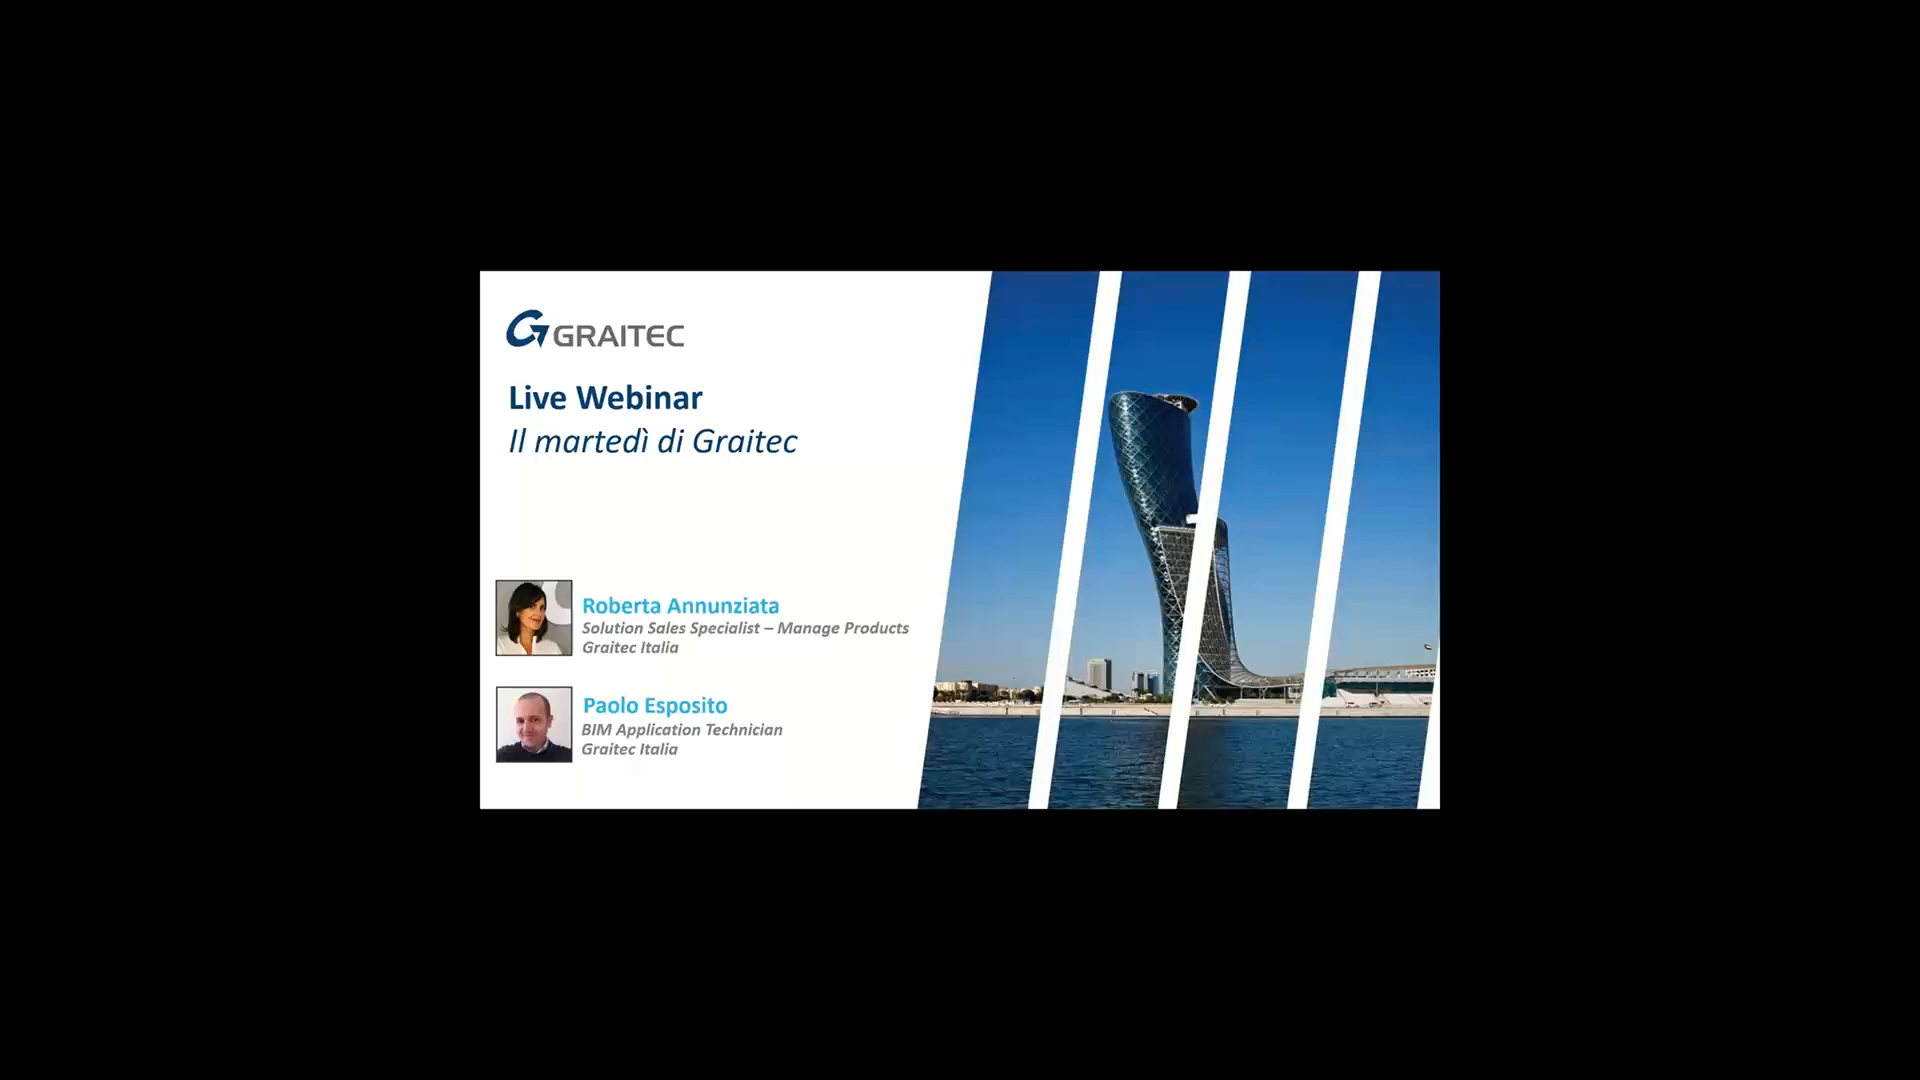 GRAITEC
Live Webinar
Il martedì di Graitec
Roberta Annunziata
Solution Sales Specialist – Manage Products
Graitec Italia
Paolo Esposito
BIM Application Technician
Graitec Italia